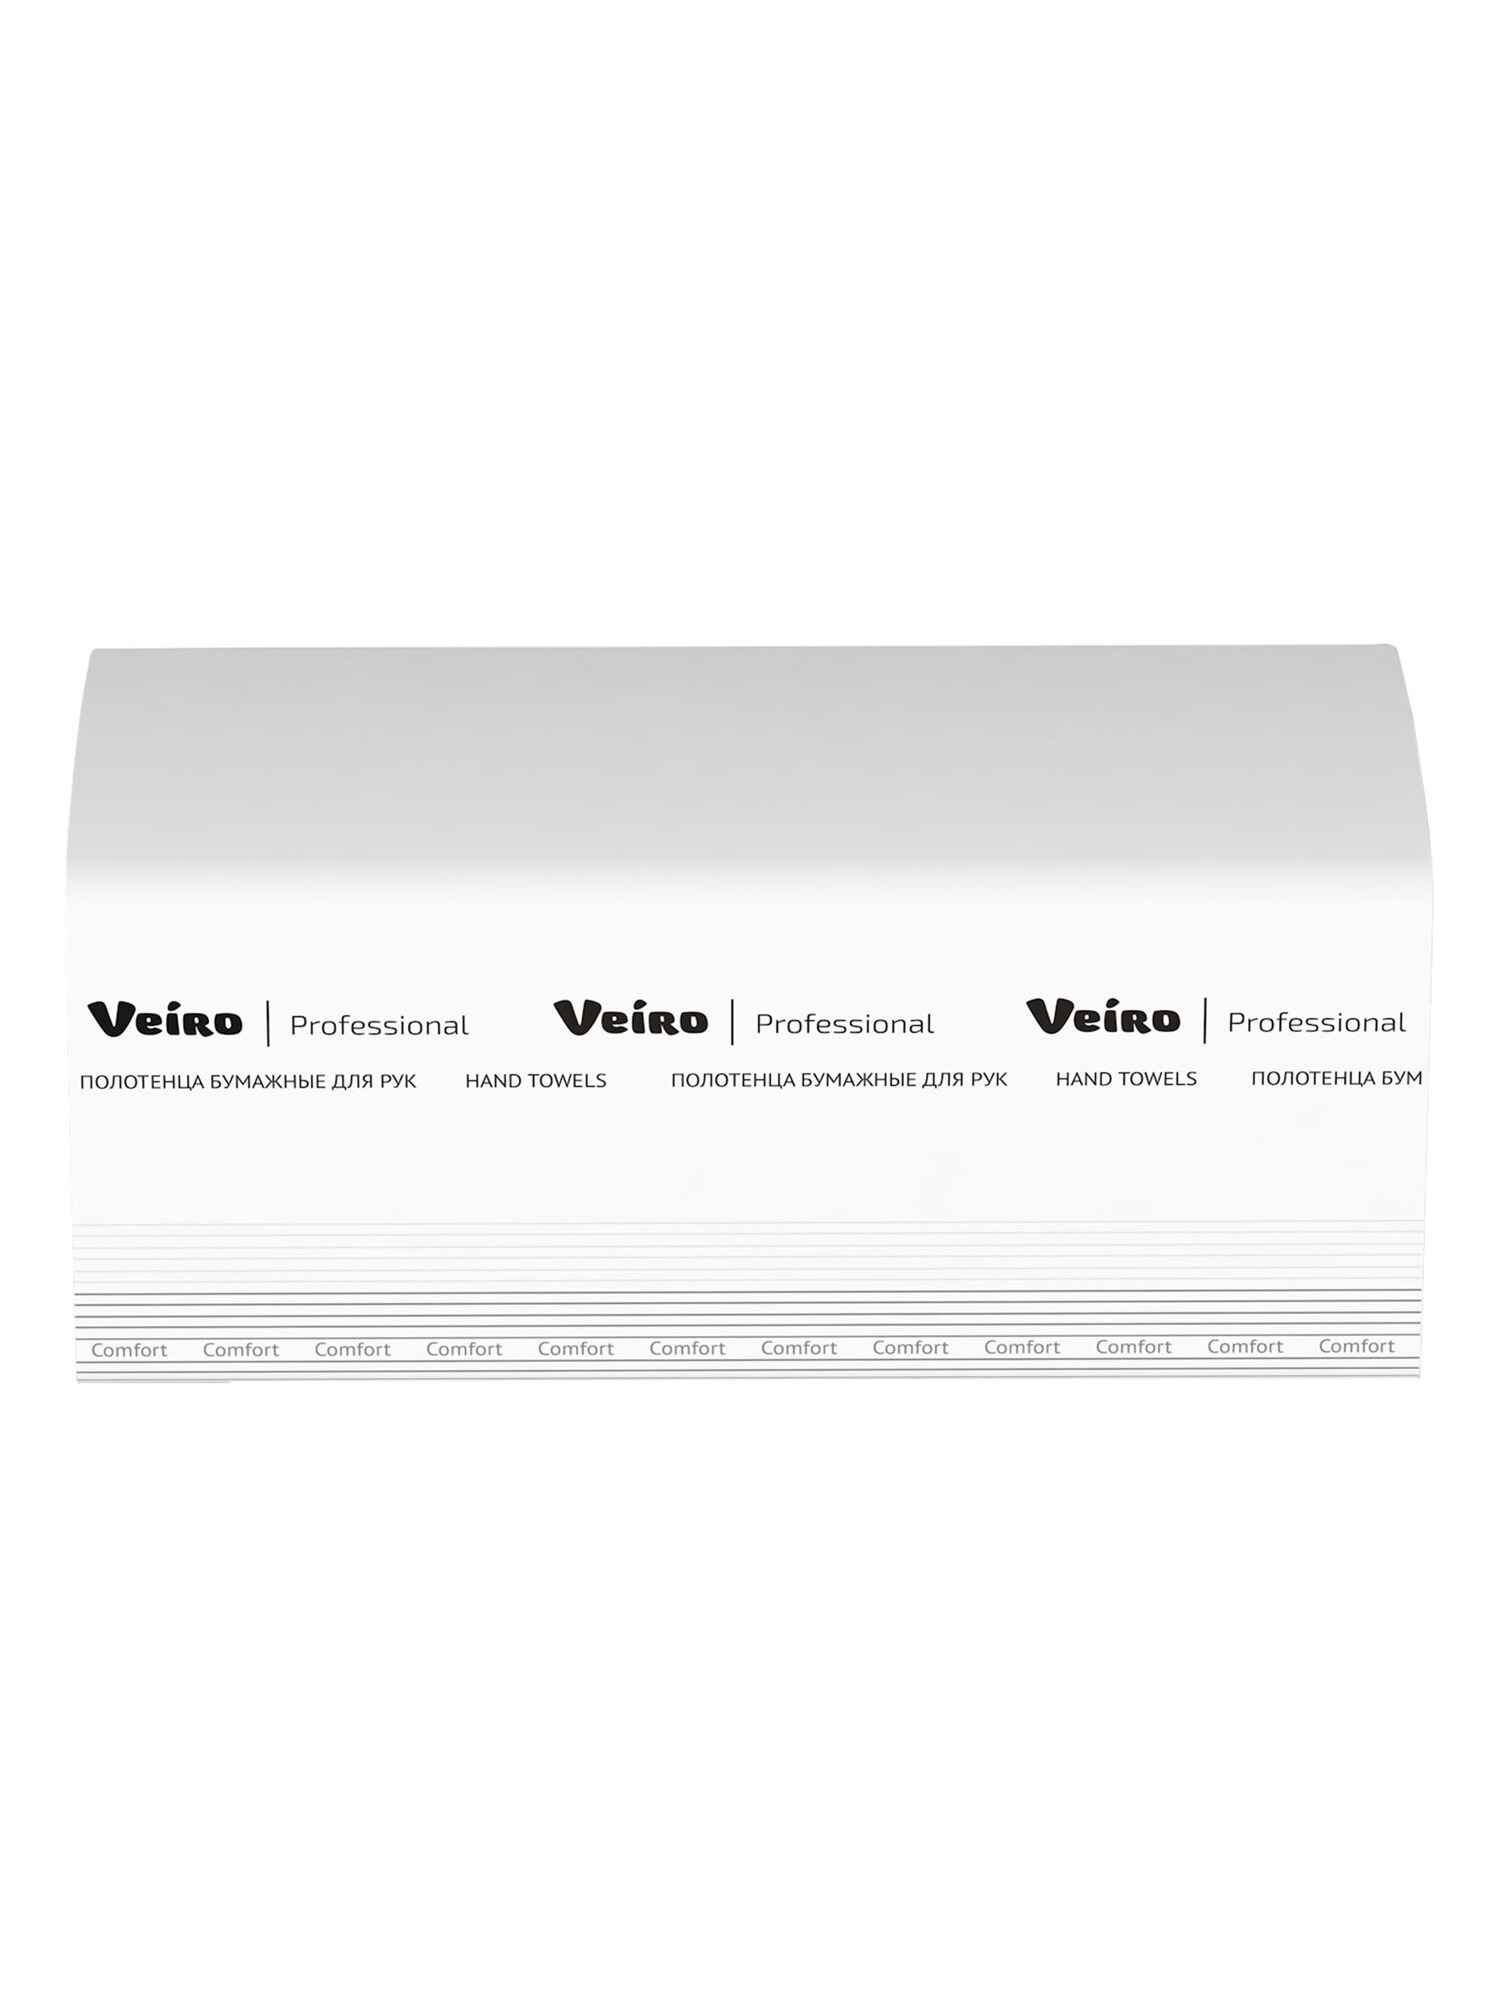 Veiro | Professional Veiro | Professional Veiro | Professional
ПОЛОТЕНЦА БУМАЖНЫЕ ДЛЯ РУК HAND TOWELS ПОЛОТЕНЦА БУМАЖНЫЕ ДЛЯ РУК HAND TOWELS ПОЛОТЕНЦА БУМ
Comfort Comfort Comfort Comfort Comfort Comfort Comfort Comfort Comfort Comfort Comfort Comfort